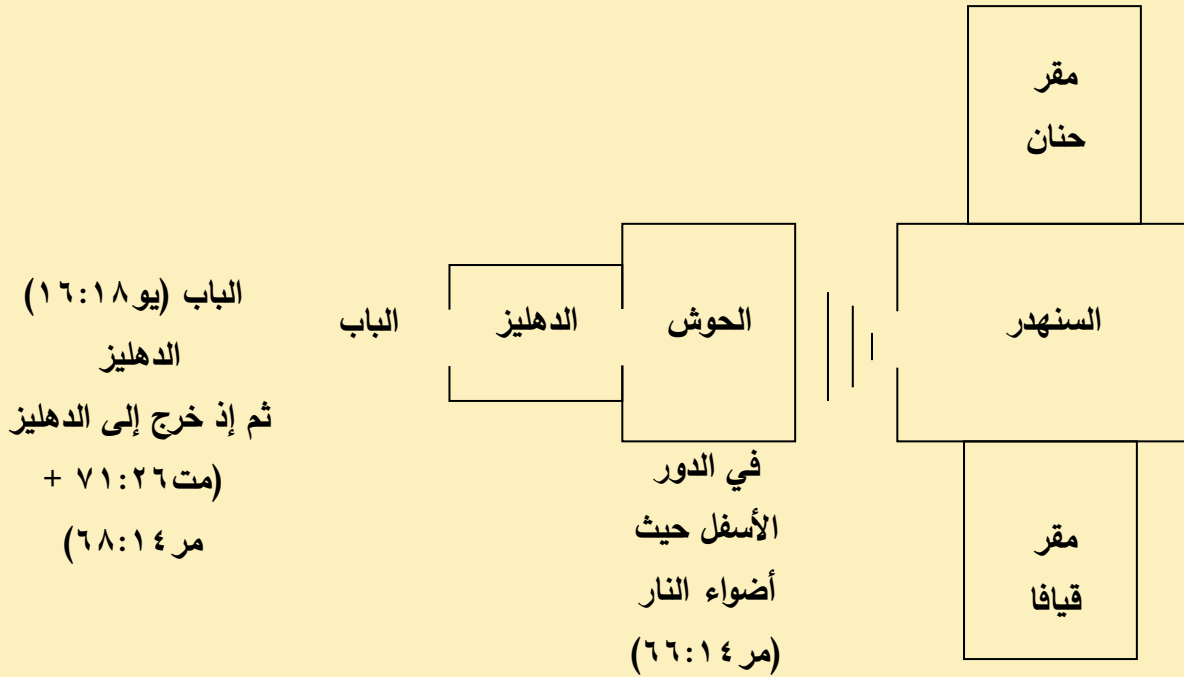 مقر
حنان
السنهدر
مقر
قيافا
الحوش
في الدور
الأسفل حيث
أضواء النار
(مر١٤:٦٦)
الدهليز
الباب
الباب (يو١٨:١٦)
الدهليز
ثم إذ خرج إلى الدهليز
(مت٢٦:٧١ +
مر١٤:٦٨)